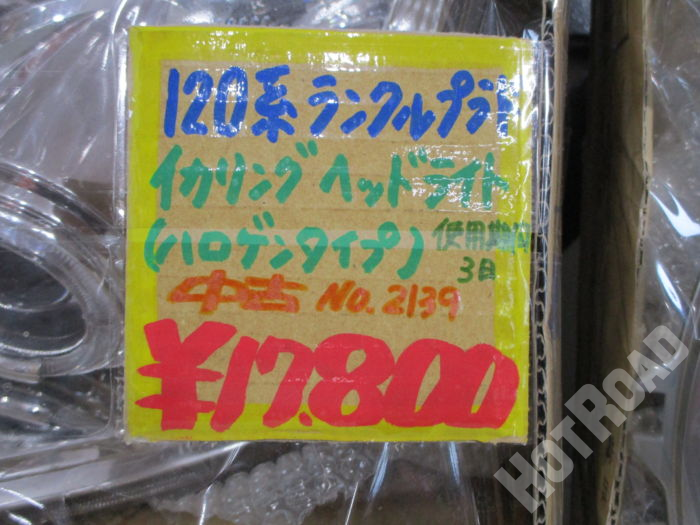 120系ランクルプラド
イカリングヘッドライト
(ハロゲンタイプ)
使用期間
3日
中古 NO.2139
¥17.800
HOT ROAD